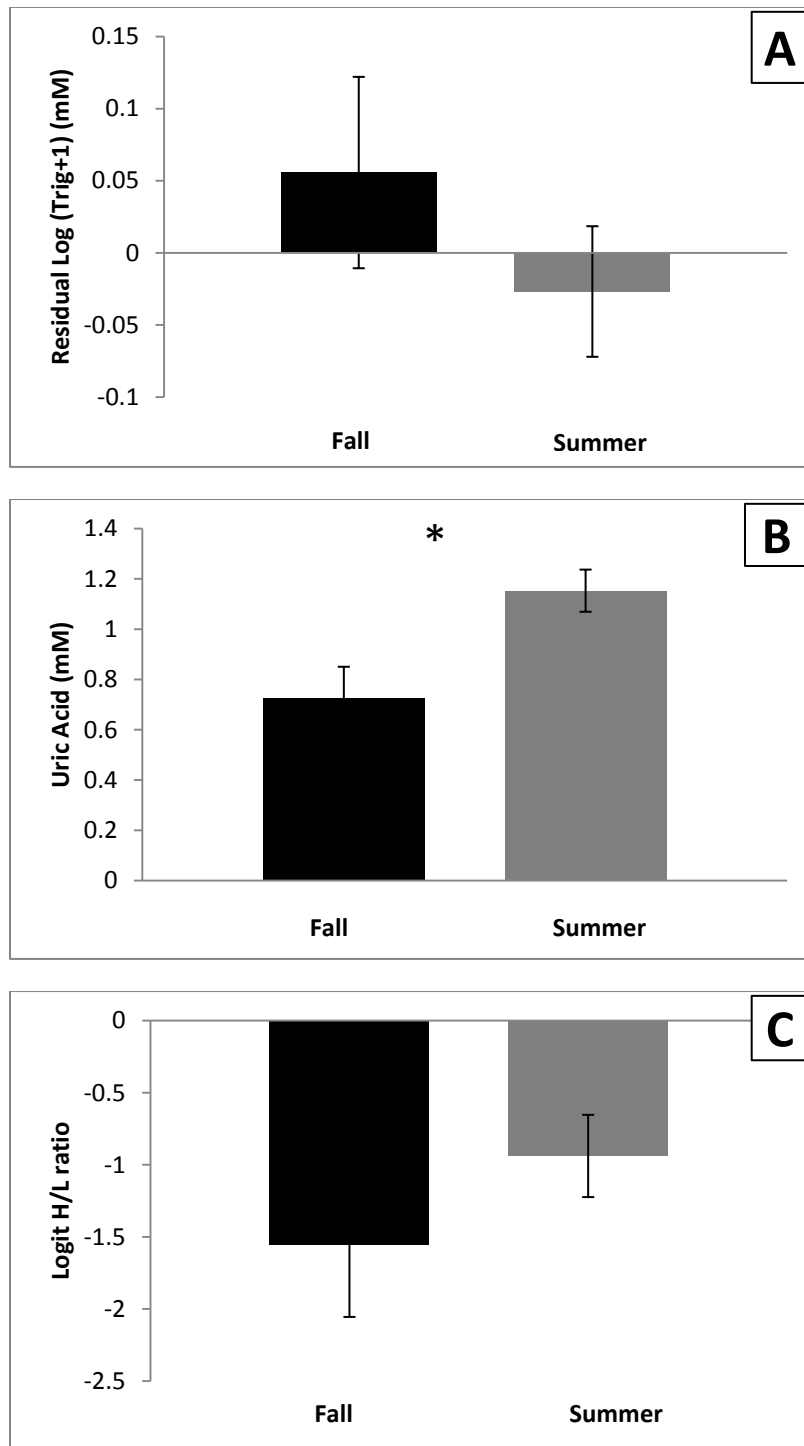 A
Residual Log (Trig+1) (mM)
0.15
0.1
0.05
0
-0.05
-0.1
Fall Summer
B
*
Uric Acid (mM)
1.4
1.2
1
0.8
0.6
0.4
0.2
0
Fall Summer
C
Logit H/L ratio
0
-0.5
-1
-1.5
-2
-2.5
Fall Summer